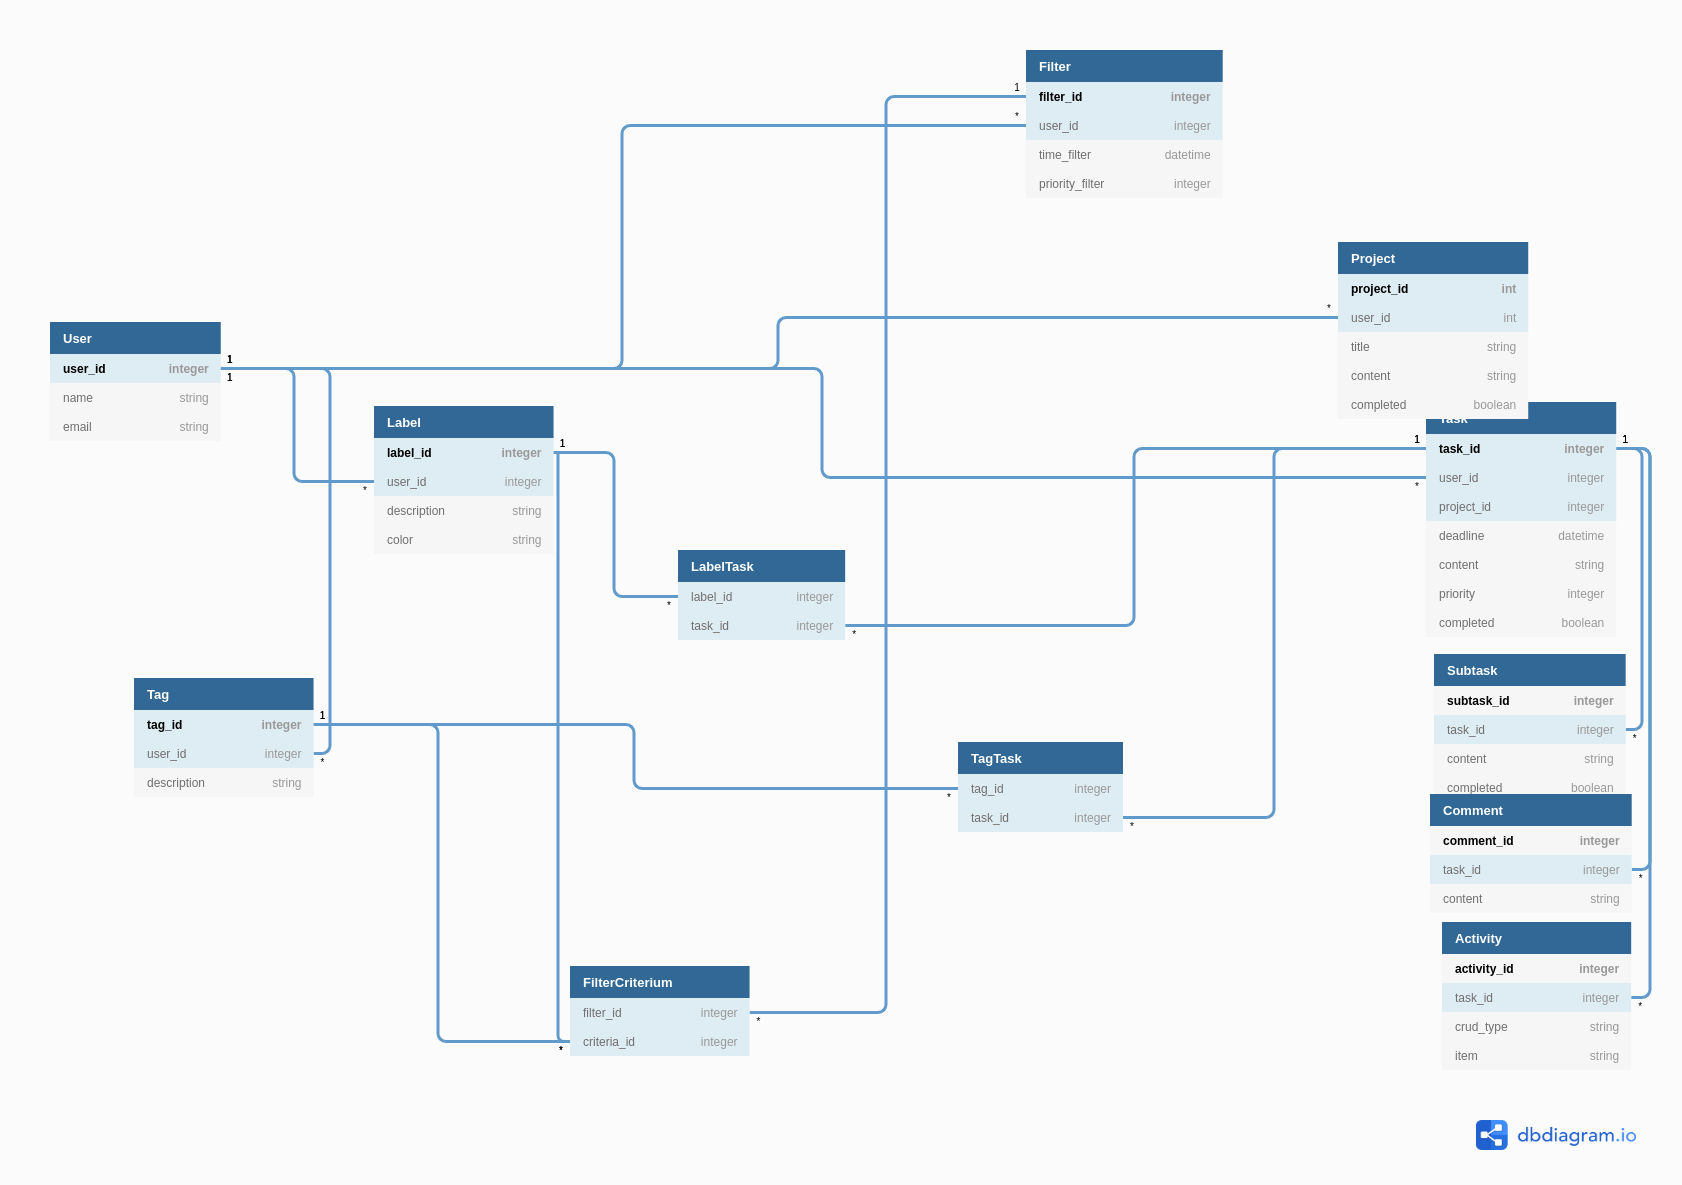 Filter
1
filter_id integer
*
user_id integer
time_filter datetime
priority_filter integer
Project
project_id int
*
user_id int
title string
content string
completed boolean
User
user_id integer
1
1
name string
email string
Label
label_id integer
1
user_id integer
*
description string
color string
Task
1
task_id integer
1
user_id integer
*
project_id integer
deadline datetime
content string
priority integer
completed boolean
LabelTask
label_id integer
*
task_id integer
*
Subtask
subtask_id integer
task_id integer
*
content string
completed boolean
Tag
tag_id integer
1
user_id integer
*
description string
TagTask
tag_id integer
*
task_id integer
*
Comment
comment_id integer
task_id integer
*
content string
Activity
activity_id integer
task_id integer
*
crud_type string
item string
FilterCriterium
filter_id integer
*
criteria_id integer
*
dbdiagram.io